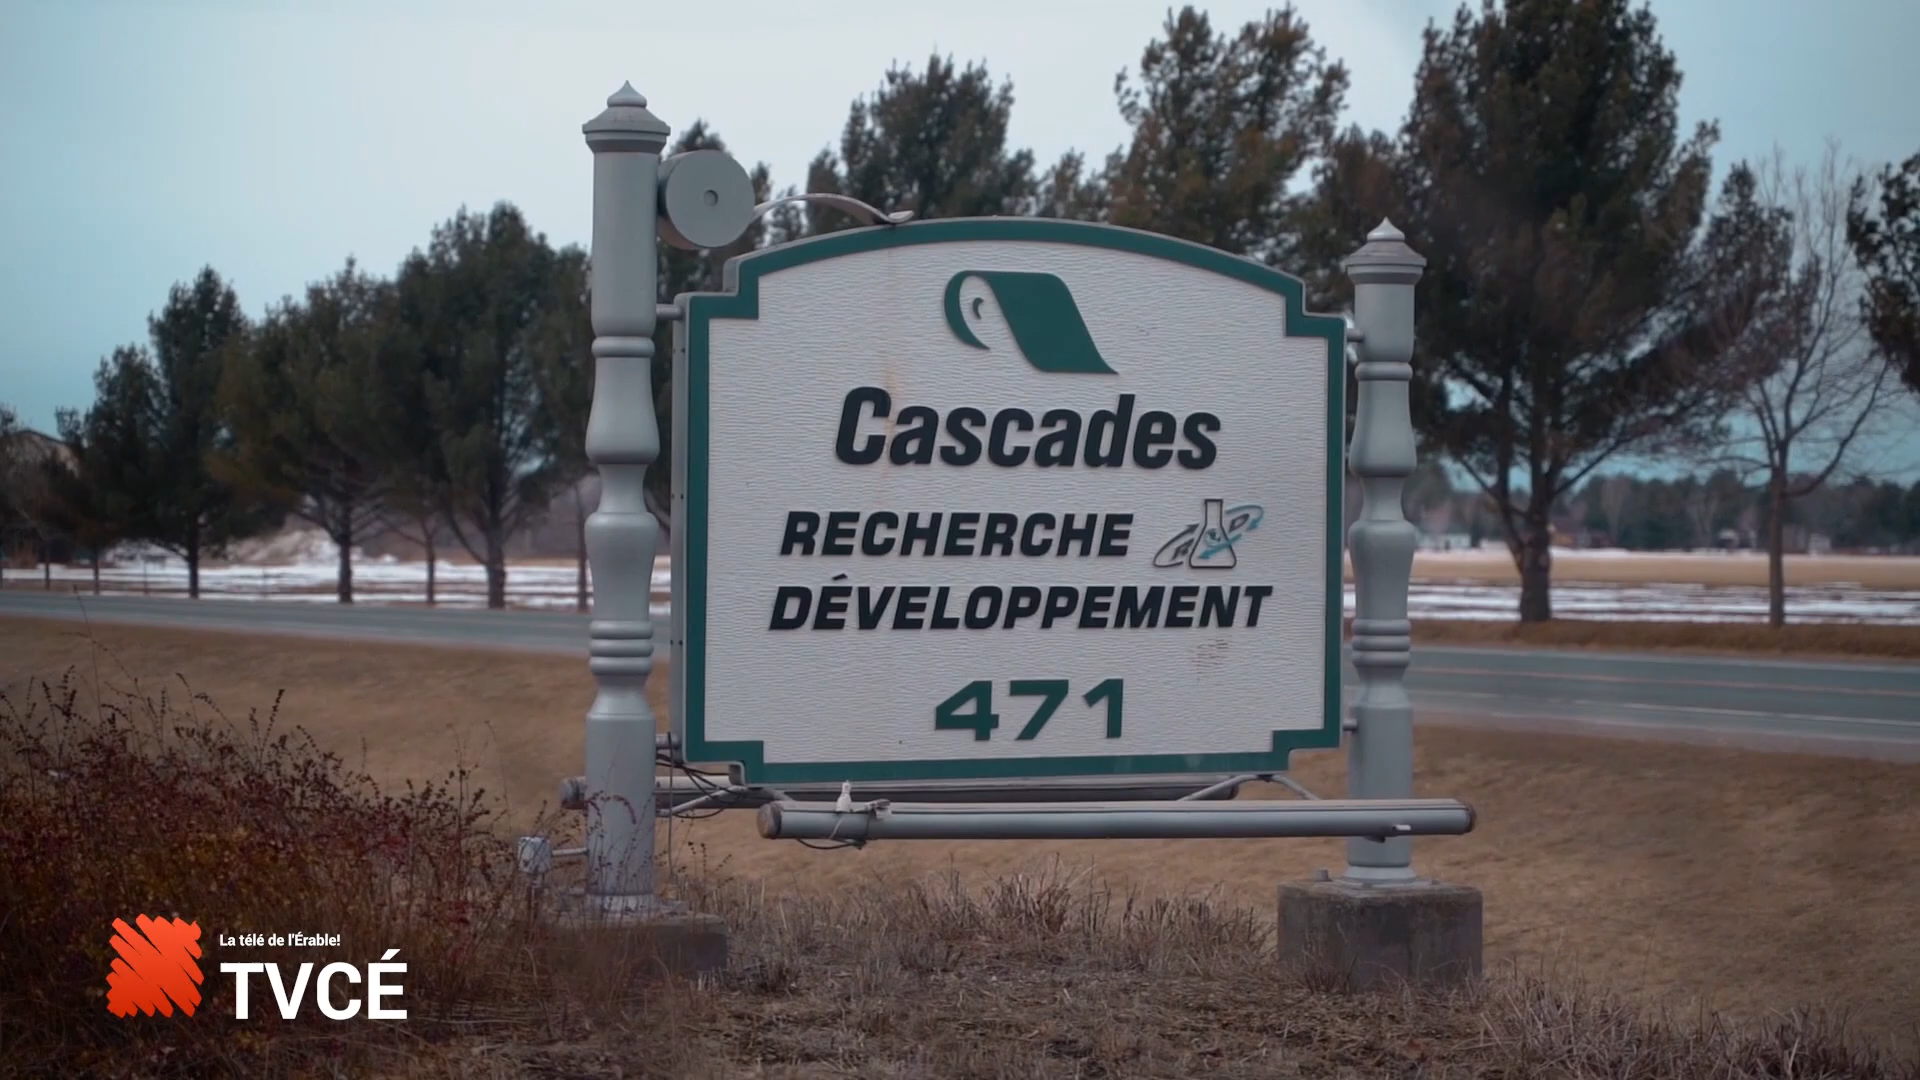 Cascades
RECHERCHE
DÉVELOPPEMENT
471
La télé de l'Érable!
TVCÉ